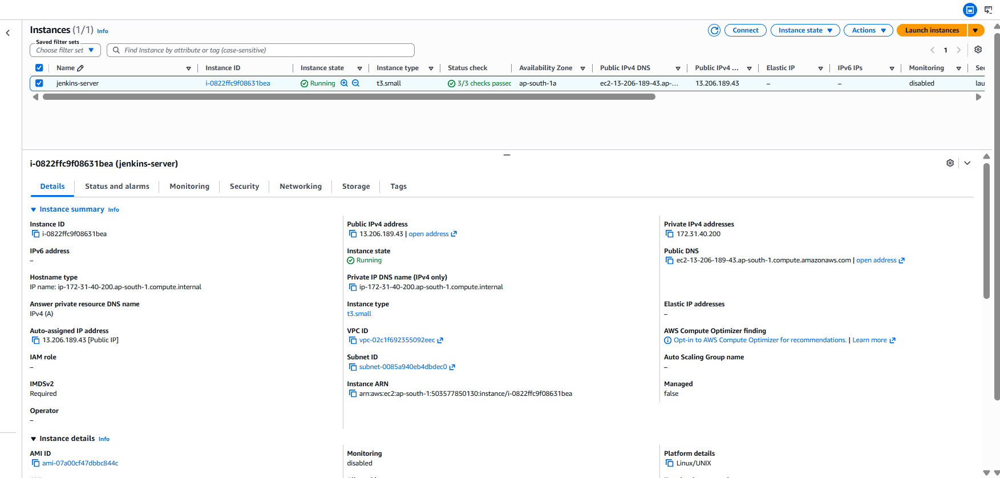 Instances (1/1) Info
Connect
Instance state
Actions
Launch instances
Saved filter sets
Choose filter set
Find Instance by attribute or tag (case-sensitive)
1
Name
Instance ID
Instance state
Instance type
Status check
Availability Zone
Public IPv4 DNS
Public IPv4 ...
Elastic IP
IPv6 IPs
Monitoring
Sec
jenkins-server
i-0822ffc9f08631bea
Running
t3.small
3/3 checks passed
ap-south-1a
ec2-13-206-189-43.ap-...
13.206.189.43
–
–
disabled
lau
i-0822ffc9f08631bea (jenkins-server)
Details
Status and alarms
Monitoring
Security
Networking
Storage
Tags
Instance summary Info
Instance ID
i-0822ffc9f08631bea
Public IPv4 address
13.206.189.43 | open address
Private IPv4 addresses
172.31.40.200
IPv6 address
–
Instance state
Running
Public DNS
ec2-13-206-189-43.ap-south-1.compute.amazonaws.com | open address
Hostname type
IP name: ip-172-31-40-200.ap-south-1.compute.internal
Private IP DNS name (IPv4 only)
ip-172-31-40-200.ap-south-1.compute.internal
Answer private resource DNS name
IPv4 (A)
Instance type
t3.small
Elastic IP addresses
–
Auto-assigned IP address
13.206.189.43 [Public IP]
VPC ID
vpc-02c1f692355092eec
AWS Compute Optimizer finding
Opt-in to AWS Compute Optimizer for recommendations. | Learn more
IAM role
–
Subnet ID
subnet-0085a940eb4dbdec0
Auto Scaling Group name
–
IMDSv2
Required
Instance ARN
arn:aws:ec2:ap-south-1:503577850130:instance/i-0822ffc9f08631bea
Managed
false
Operator
–
Instance details Info
AMI ID
ami-07a00cf47dbbc844c
Monitoring
disabled
Platform details
Linux/UNIX